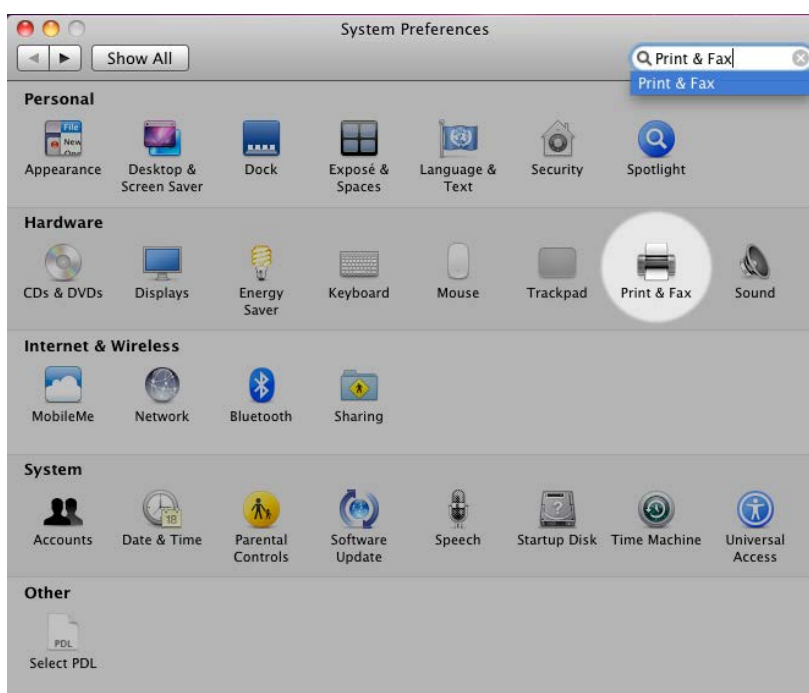 System Preferences
Show All
Print & Fax
Print & Fax
Personal
File
New
Appearance
Desktop &
Screen Saver
Dock
Exposé &
Spaces
Language &
Text
Security
Spotlight
Hardware
CDs & DVDs
Displays
Energy
Saver
Keyboard
Mouse
Trackpad
Print & Fax
Sound
Internet & Wireless
MobileMe
Network
Bluetooth
Sharing
System
Accounts
18
Date & Time
Parental
Controls
Software
Update
Speech
?
Startup Disk
Time Machine
Universal
Access
Other
PDL
Select PDL